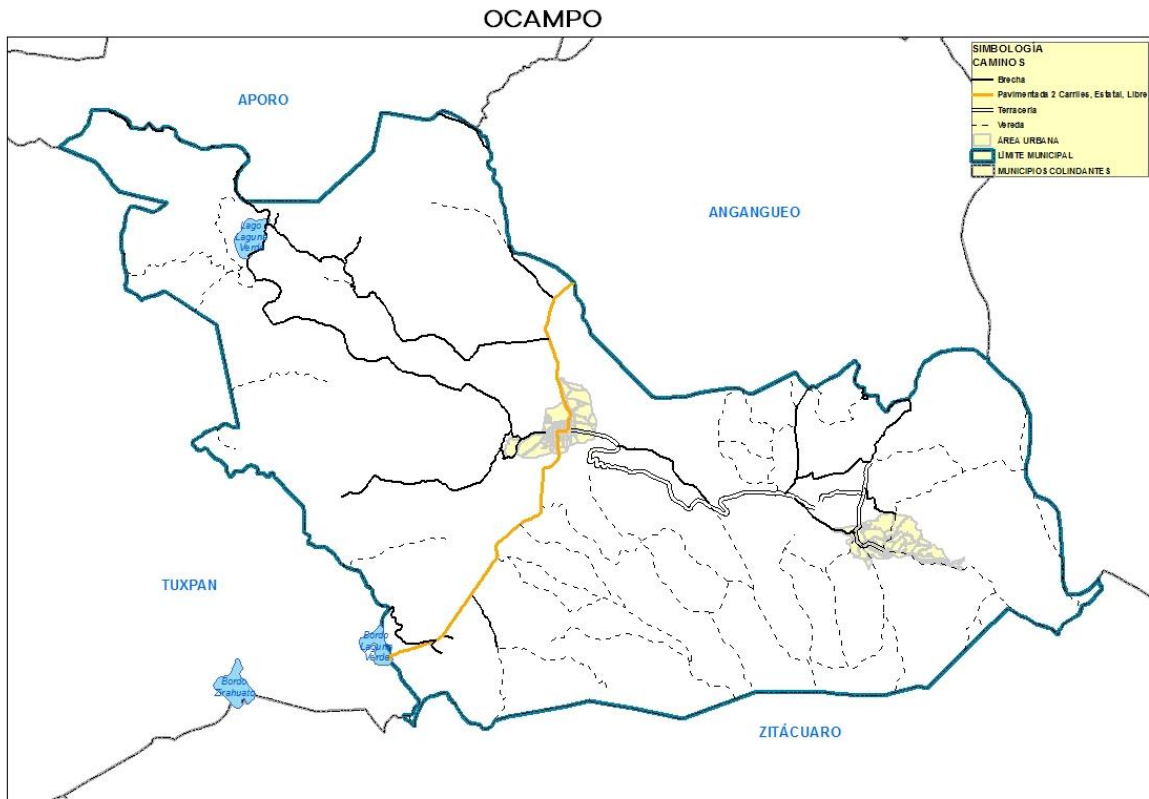 OCAMPO
SIMBOLOGÍA
CAMINOS
Brecha
Pavimentada 2 Carriles, Estatal, Libre
Terraceria
Vereda
ÁREA URBANA
LÍMITE MUNICIPAL
MUNICIPIOS COLINDANTES
APORO
ANGANGUEO
Lago
Laguna
Verde
TUXPAN
Bordo
Laguna
Verde
Bordo
Zirahuato
ZITÁCUARO